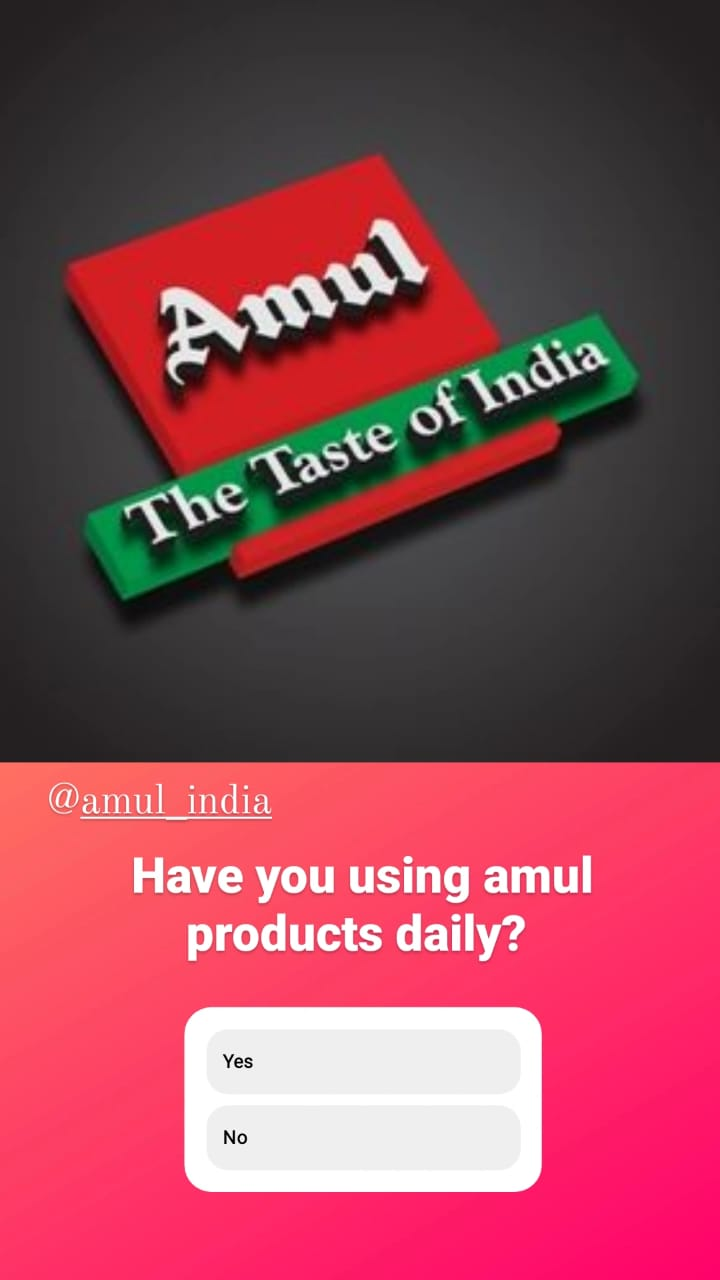 Amul
The Taste of India
@amul_india
Have you using amul
products daily?
Yes
No